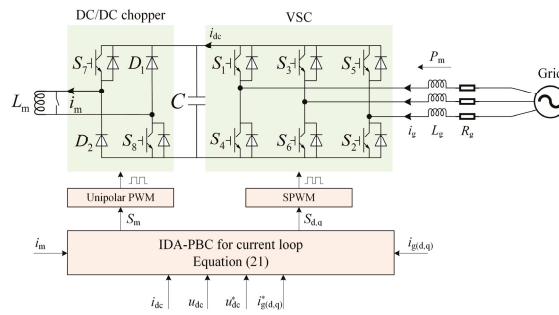 DC/DC chopper
VSC
i_dc
P_m
Grid
S_7
D_1
S_1
S_3
S_5
L_m
i_m
C
D_2
S_8
S_4
S_6
S_2
i_g
L_g
R_g
Unipolar PWM
SPWM
S_m
S_d,q
i_m
IDA-PBC for current loop
Equation (21)
i_g(d,q)
i_dc
u_dc
u*_dc
i*_g(d,q)